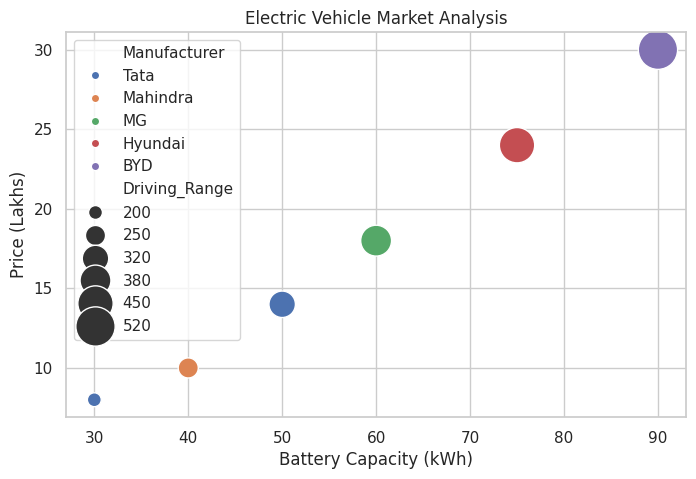 Electric Vehicle Market Analysis
Manufacturer
Tata
Mahindra
MG
Hyundai
BYD
Driving_Range
200
250
320
380
450
520
Price (Lakhs)
30
25
20
15
10
30 40 50 60 70 80 90
Battery Capacity (kWh)